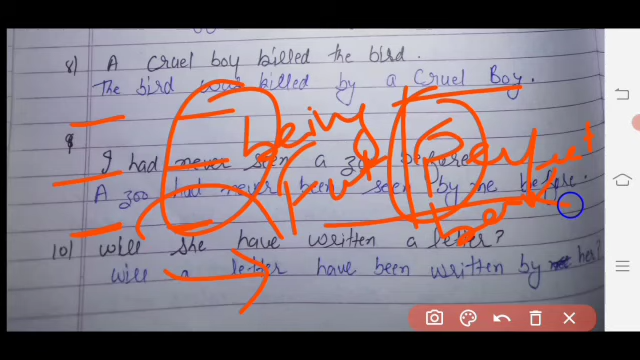 8) A Cruel boy killed the bird.
The bird was killed by a Cruel Boy.
being
9
I had never seen a zoo before
Perfect
A zoo had never been seen by me before.
10) Will she have written a letter?
Will a letter have been written by her?